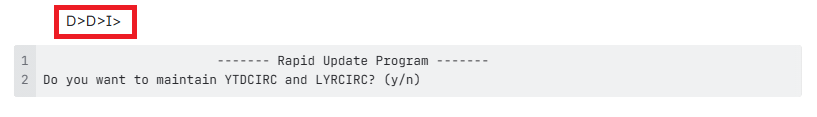 D>D>I>
1 ------- Rapid Update Program -------
2 Do you want to maintain YTDCIRC and LYRCIRC? (y/n)